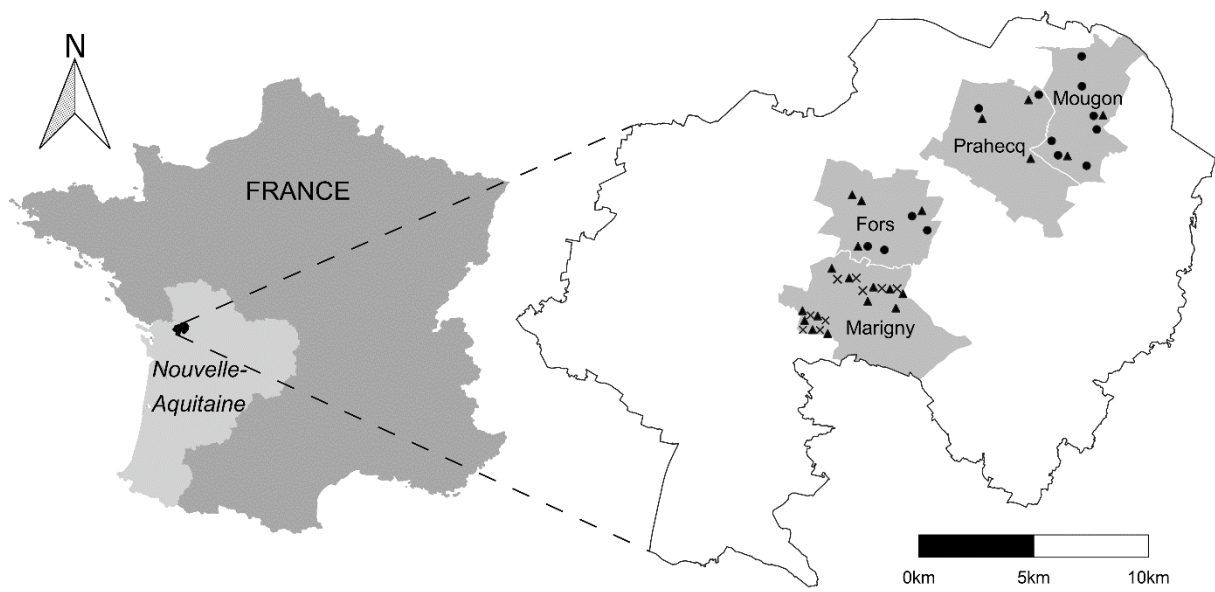 N
FRANCE
Nouvelle-
Aquitaine
Mougon
Prahecq
Fors
Marigny
0km 5km 10km